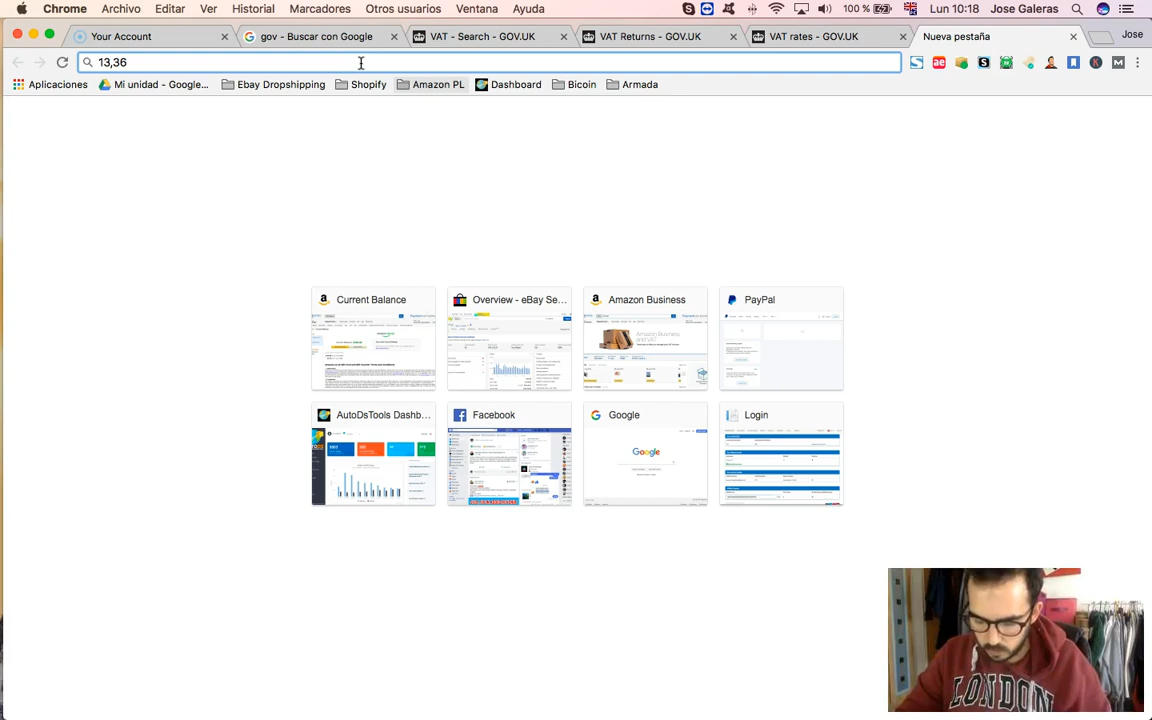 Chrome Archivo Editar Ver Historial Marcadores Otros usuarios Ventana Ayuda 100 % Lun 10:18 Jose Galeras
Your Account gov - Buscar con Google VAT - Search - GOV.UK VAT Returns - GOV.UK VAT rates - GOV.UK Nueva pestaña Jose
13,36
Aplicaciones Mi unidad - Google... Ebay Dropshipping Shopify Amazon PL Dashboard Bicoin Armada
Current Balance Overview - eBay Se... Amazon Business PayPal
AutoDsTools Dashb... Facebook Google Login
Google
LONDON